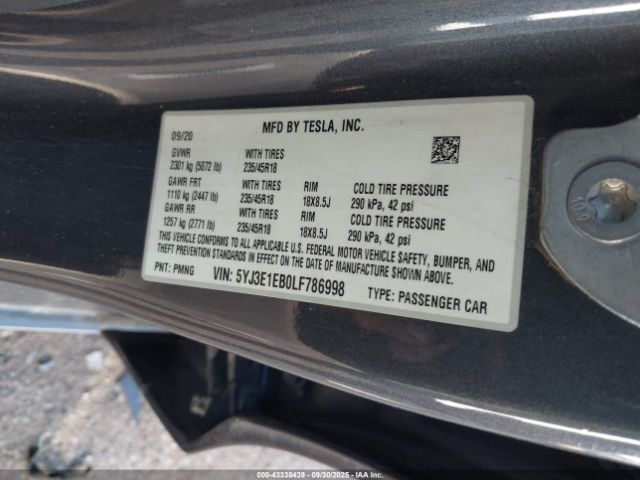 09/20
MFD BY TESLA, INC.
GVWR WITH TIRES
2301 kg (5072 lb) 235/45R18
GAWR FRT WITH TIRES RIM COLD TIRE PRESSURE
1110 kg (2447 lb) 235/45R18 18X8.5J 290 kPa, 42 psi
GAWR RR WITH TIRES RIM COLD TIRE PRESSURE
1257 kg (2771 lb) 235/45R18 18X8.5J 290 kPa, 42 psi
THIS VEHICLE CONFORMS TO ALL APPLICABLE U.S. FEDERAL MOTOR VEHICLE SAFETY, BUMPER, AND
THEFT PREVENTION STANDARDS IN EFFECT ON THE DATE OF MANUFACTURE SHOWN ABOVE.
PNT: PMNG VIN: 5YJ3E1EB0LF786998 TYPE: PASSENGER CAR
109
000-43338439 - 09/30/2025 - IAAI.COM